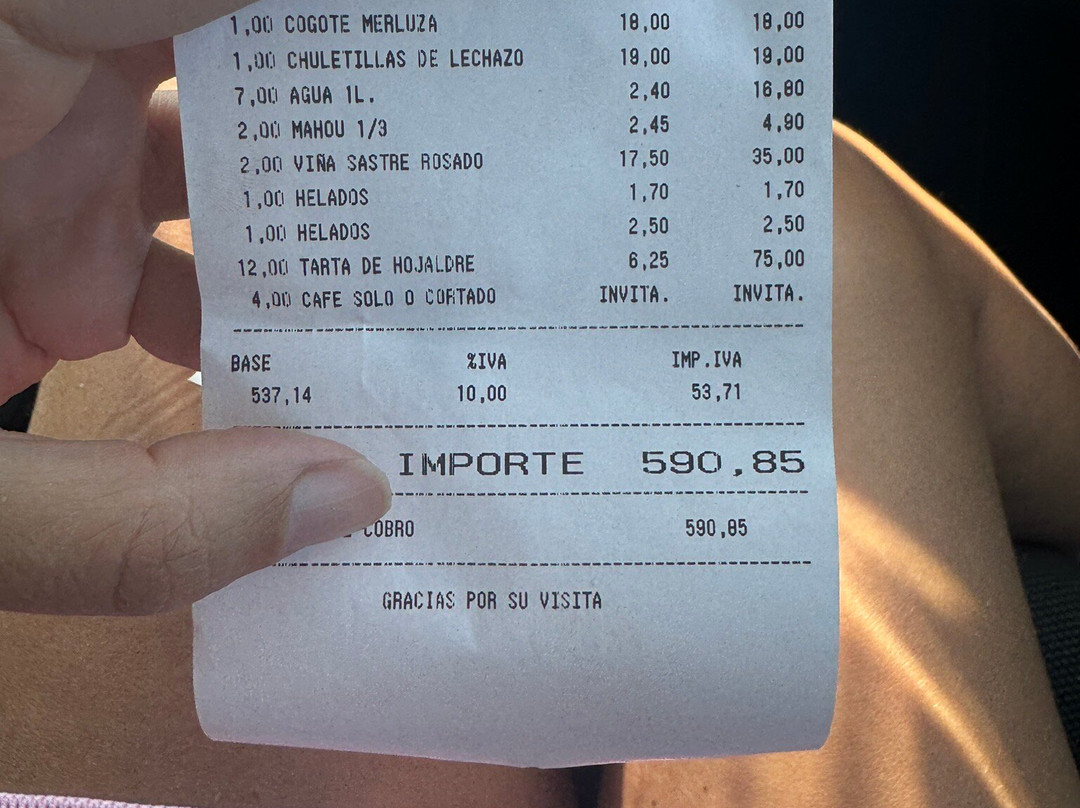 1,00 COGOTE MERLUZA 18,00 18,00
1,00 CHULETILLAS DE LECHAZO 19,00 19,00
7,00 AGUA 1L. 2,40 16,80
2,00 MAHOU 1/3 2,45 4,90
2,00 VIÑA SASTRE ROSADO 17,50 35,00
1,00 HELADOS 1,70 1,70
1,00 HELADOS 2,50 2,50
12,00 TARTA DE HOJALDRE 6,25 75,00
4,00 CAFE SOLO O CORTADO INVITA. INVITA.
BASE %IVA IMP.IVA
537,14 10,00 53,71
IMPORTE 590,85
COBRO 590,85
GRACIAS POR SU VISITA